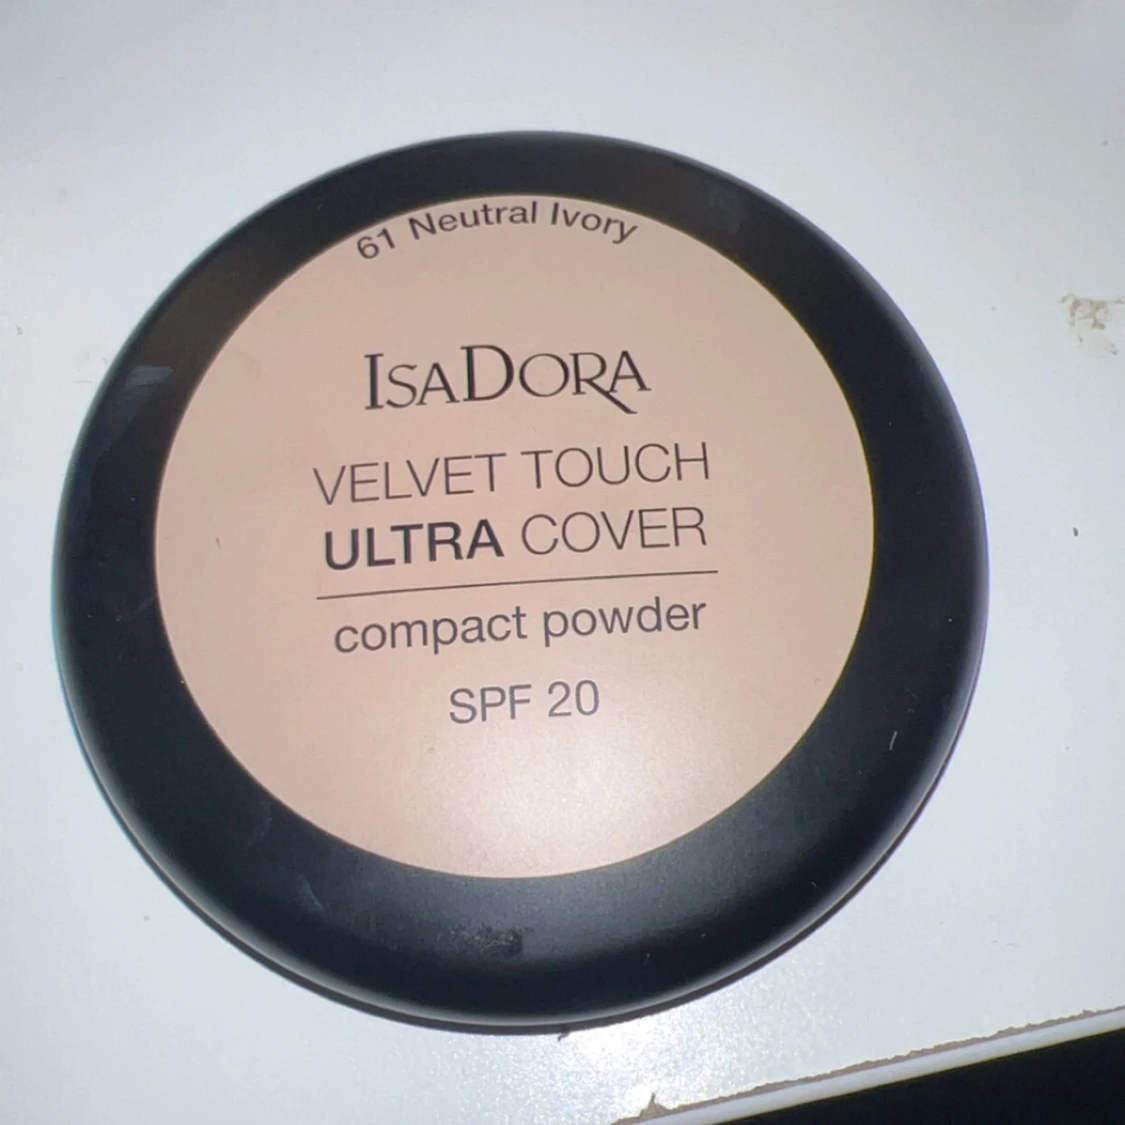 61 Neutral Ivory
ISADORA
VELVET TOUCH
ULTRA COVER
compact powder
SPF 20